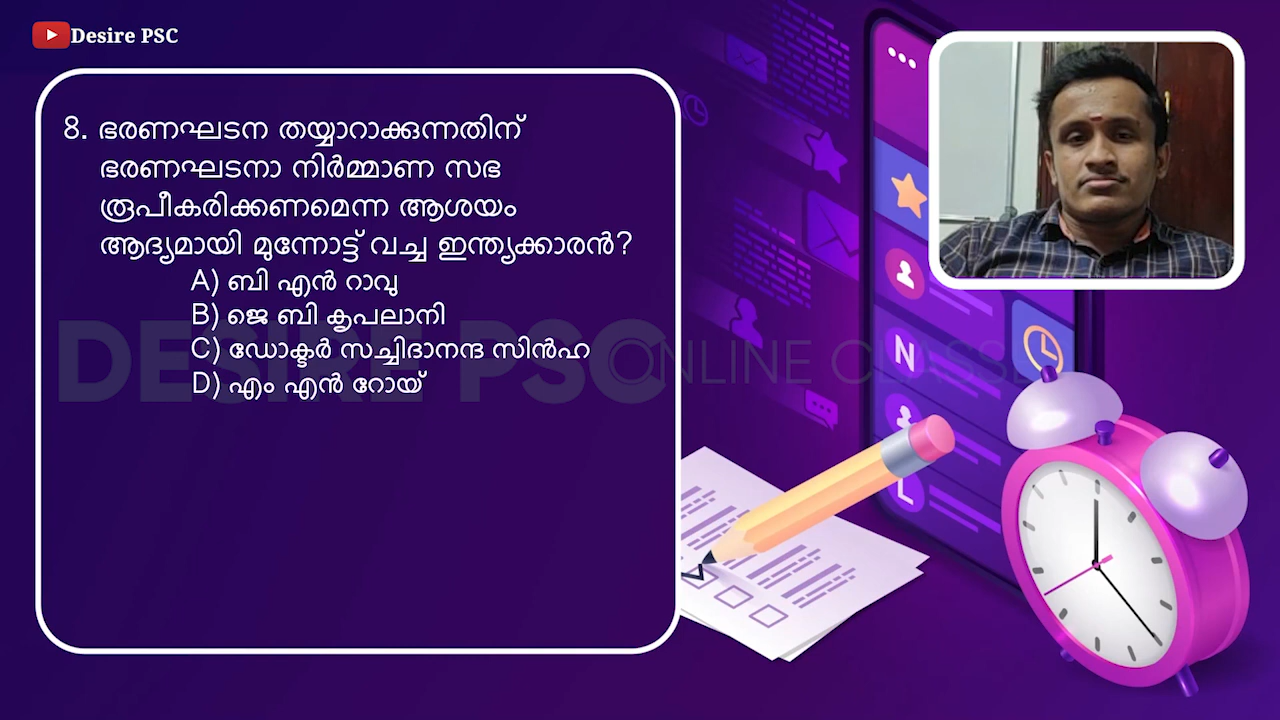 Desire PSC
8. ഭരണഘടന തയ്യാറാക്കുന്നതിന്
ഭരണഘടനാ നിർമ്മാണ സഭ
രൂപീകരിക്കണമെന്ന ആശയം
ആദ്യമായി മുന്നോട്ട് വച്ച ഇന്ത്യക്കാരൻ?
A) ബി എൻ റാവു
B) ജെ ബി കൃപലാനി
C) ഡോക്ടർ സച്ചിദാനന്ദ സിൻഹ
D) എം എൻ റോയ്
DESIRE PSC ONLINE CLASSE
N
L